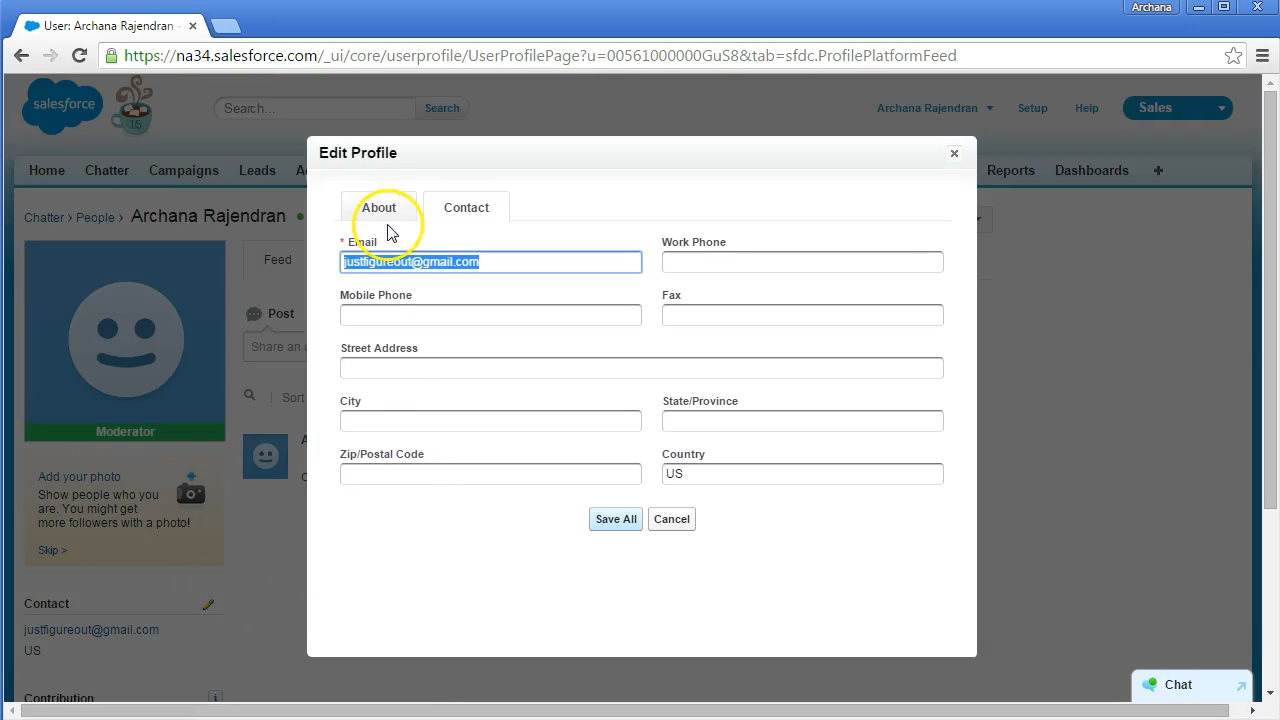 Archana
User: Archana Rajendran
https://na34.salesforce.com/_ui/core/userprofile/UserProfilePage?u=00561000000GuS8&tab=sfdc.ProfilePlatformFeed
salesforce
16
Search...
Search
Archana Rajendran
Setup
Help
Sales
Home
Chatter
Campaigns
Leads
Reports
Dashboards
Chatter › People › Archana Rajendran
Moderator
Add your photo
Show people who you
are. You might get
more followers with a photo!
Skip >
Contact
justfigureout@gmail.com
US
Contribution
Feed
Post
Share an
Sort
Edit Profile
About
Contact
* Email
justfigureout@gmail.com
Work Phone
Mobile Phone
Fax
Street Address
City
State/Province
Zip/Postal Code
Country
US
Save All
Cancel
Chat